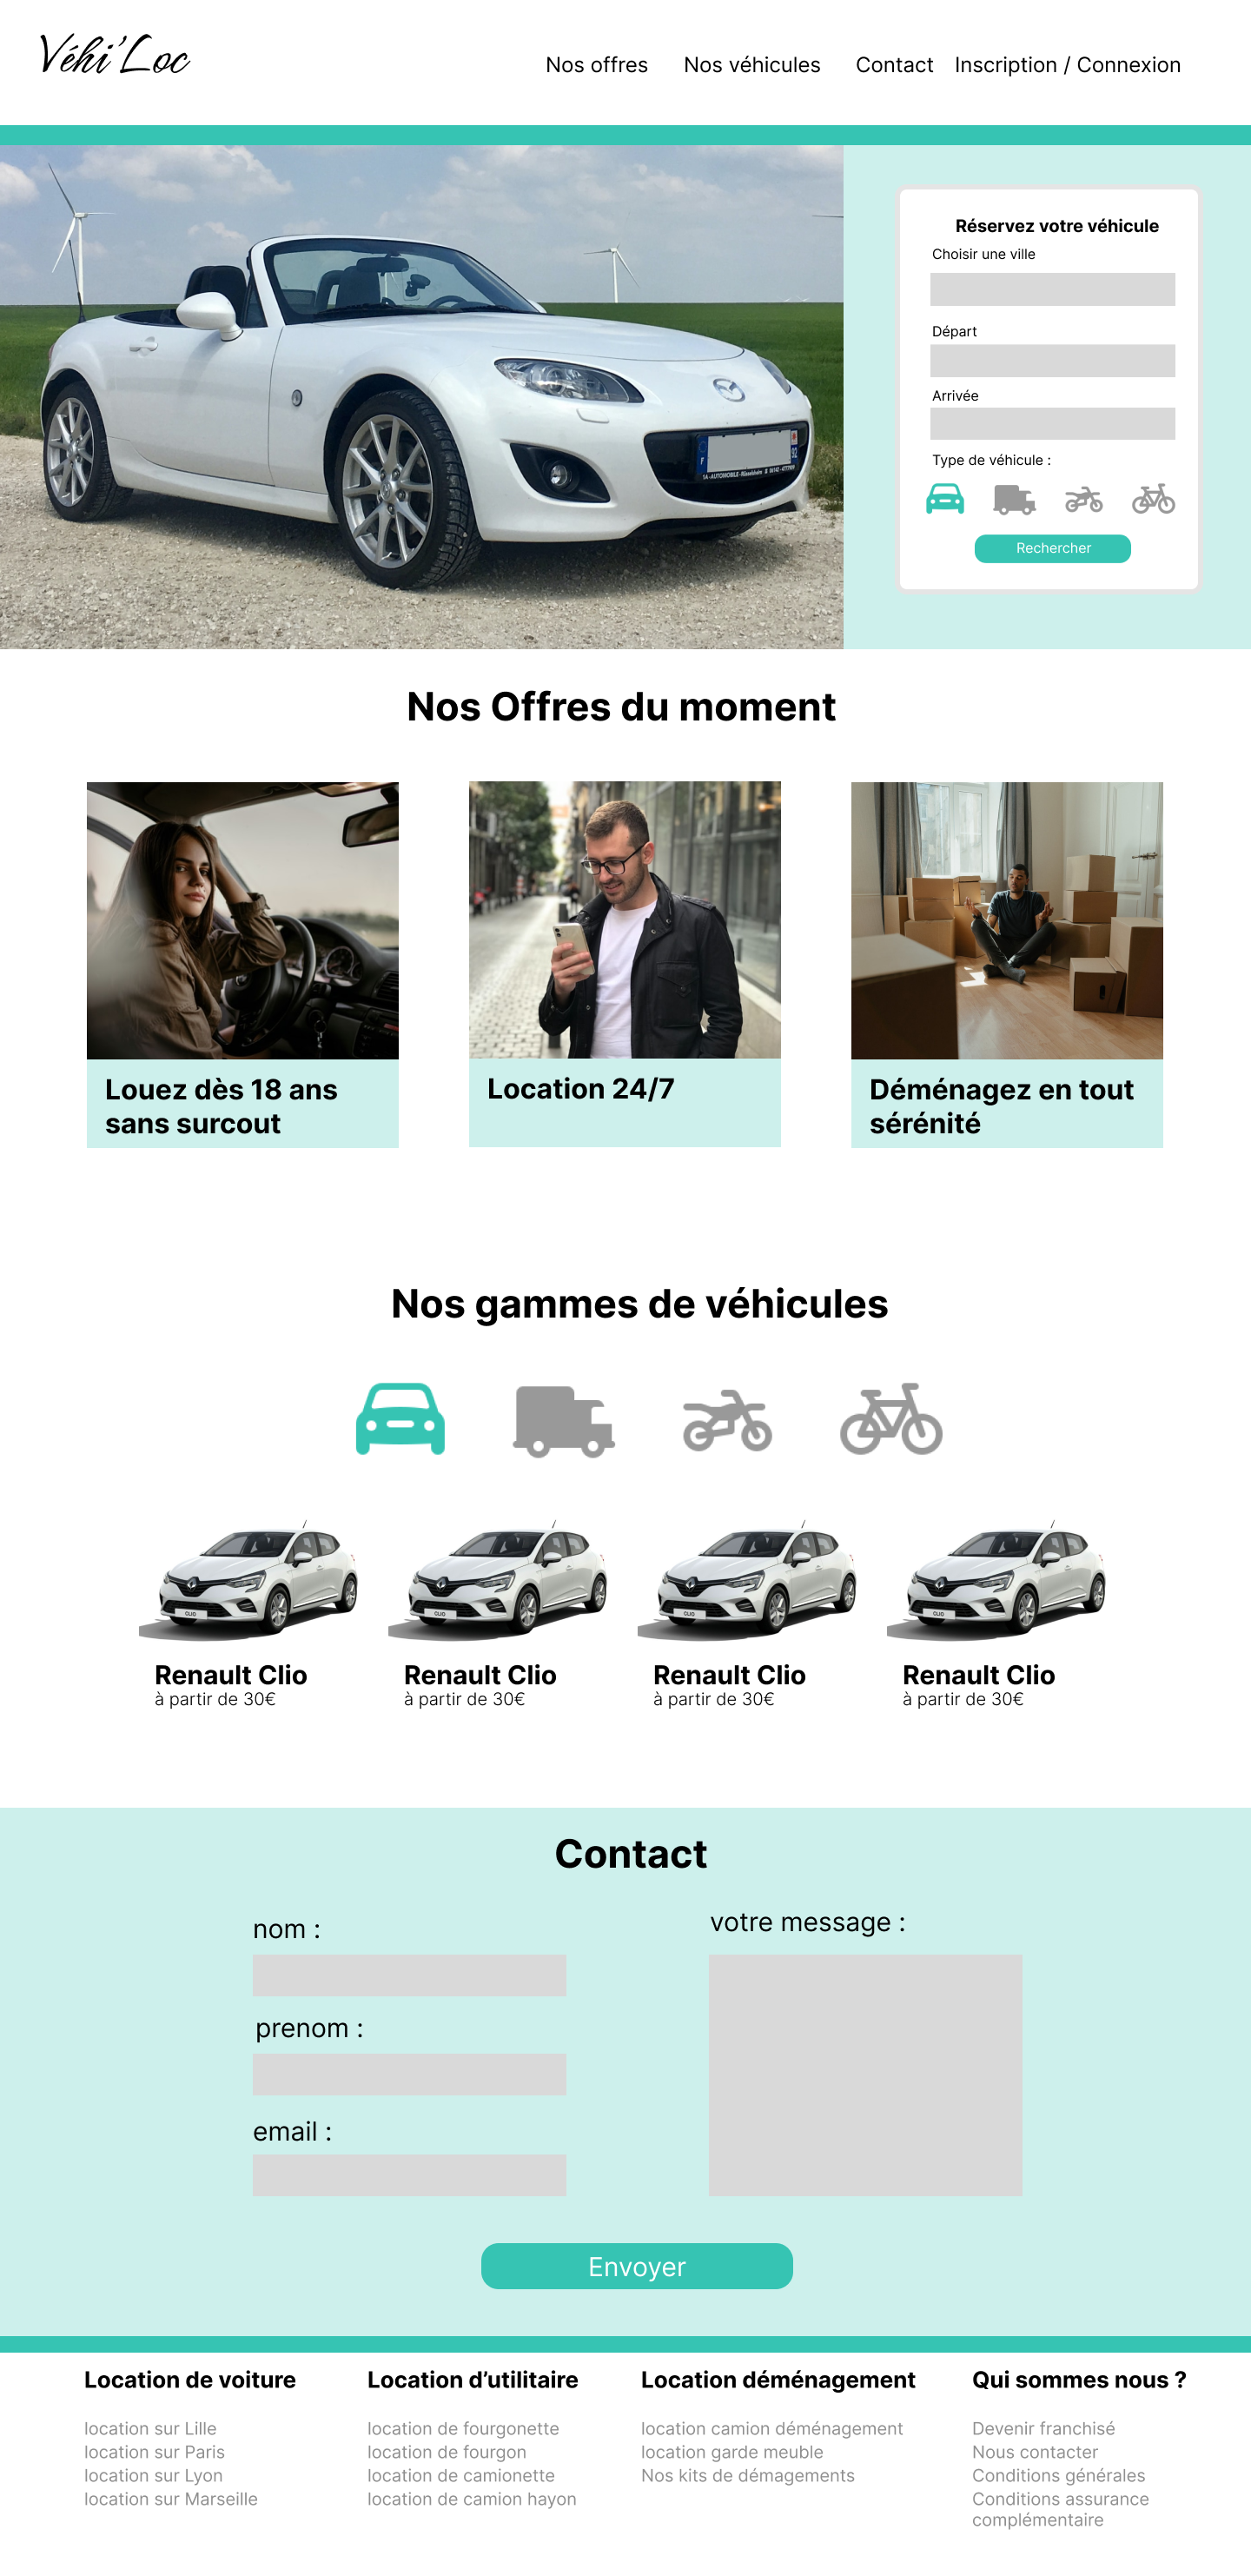 Véhi'Loc
Nos offres
Nos véhicules
Contact
Inscription / Connexion
Réservez votre véhicule
Choisir une ville
Départ
Arrivée
Type de véhicule :
Rechercher
F
92
Nos Offres du moment
Louez dès 18 ans
sans surcout
Location 24/7
Déménagez en tout
sérénité
Nos gammes de véhicules
CLIO
CLIO
CLIO
CLIO
Renault Clio
à partir de 30€
Renault Clio
à partir de 30€
Renault Clio
à partir de 30€
Renault Clio
à partir de 30€
Contact
nom :
prenom :
email :
votre message :
Envoyer
Location de voiture
location sur Lille
location sur Paris
location sur Lyon
location sur Marseille
Location d’utilitaire
location de fourgonette
location de fourgon
location de camionette
location de camion hayon
Location déménagement
location camion déménagement
location garde meuble
Nos kits de démagements
Qui sommes nous ?
Devenir franchisé
Nous contacter
Conditions générales
Conditions assurance
complémentaire